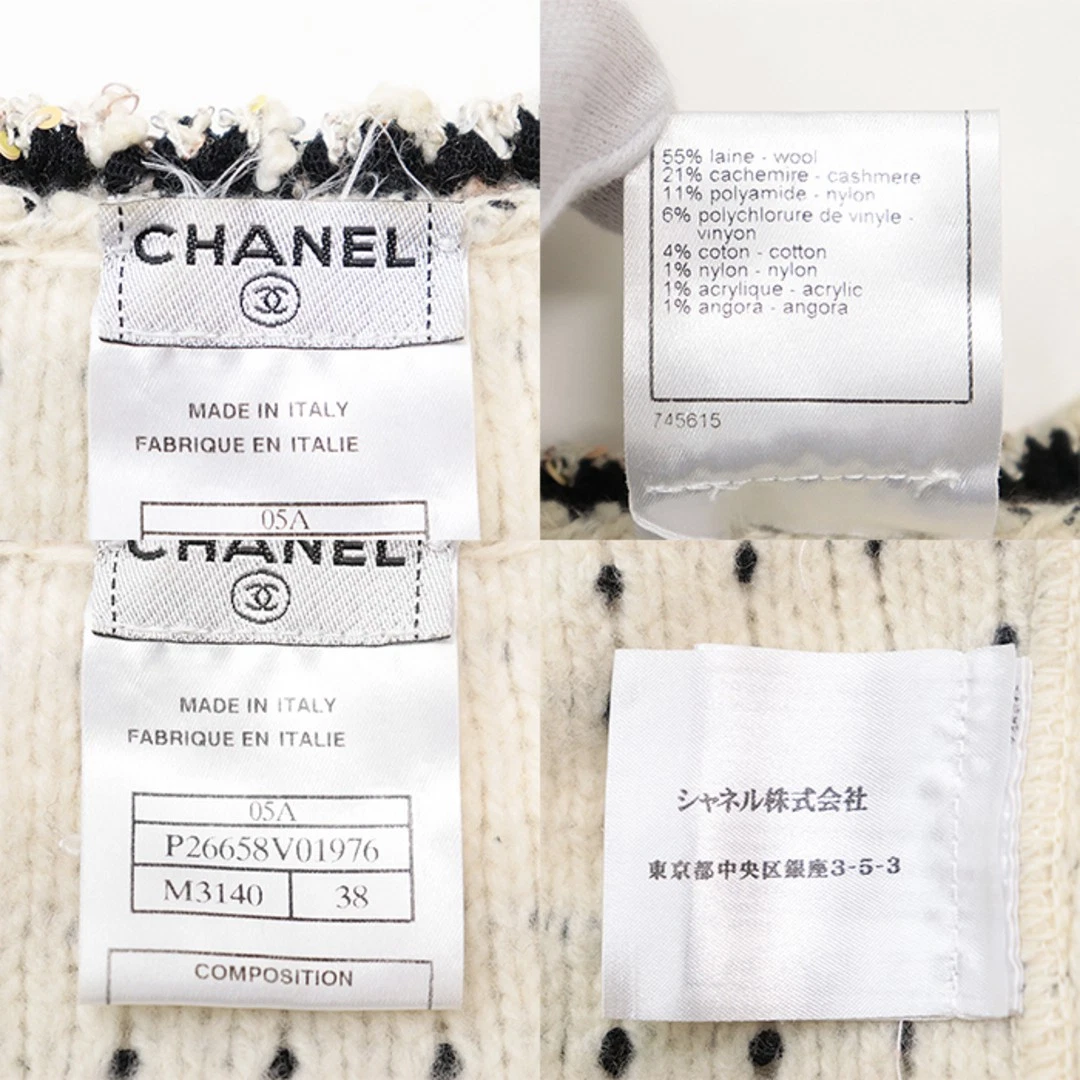 CHANEL
MADE IN ITALY
FABRIQUE EN ITALIE
05A
55% laine - wool
21% cachemire - cashmere
11% polyamide - nylon
6% polychlorure de vinyle -
vinyon
4% coton - cotton
1% nylon - nylon
1% acrylique - acrylic
1% angora - angora
745615
CHANEL
MADE IN ITALY
FABRIQUE EN ITALIE
05A
P26658V01976
M3140 38
COMPOSITION
シャネル株式会社
東京都中央区銀座3-5-3